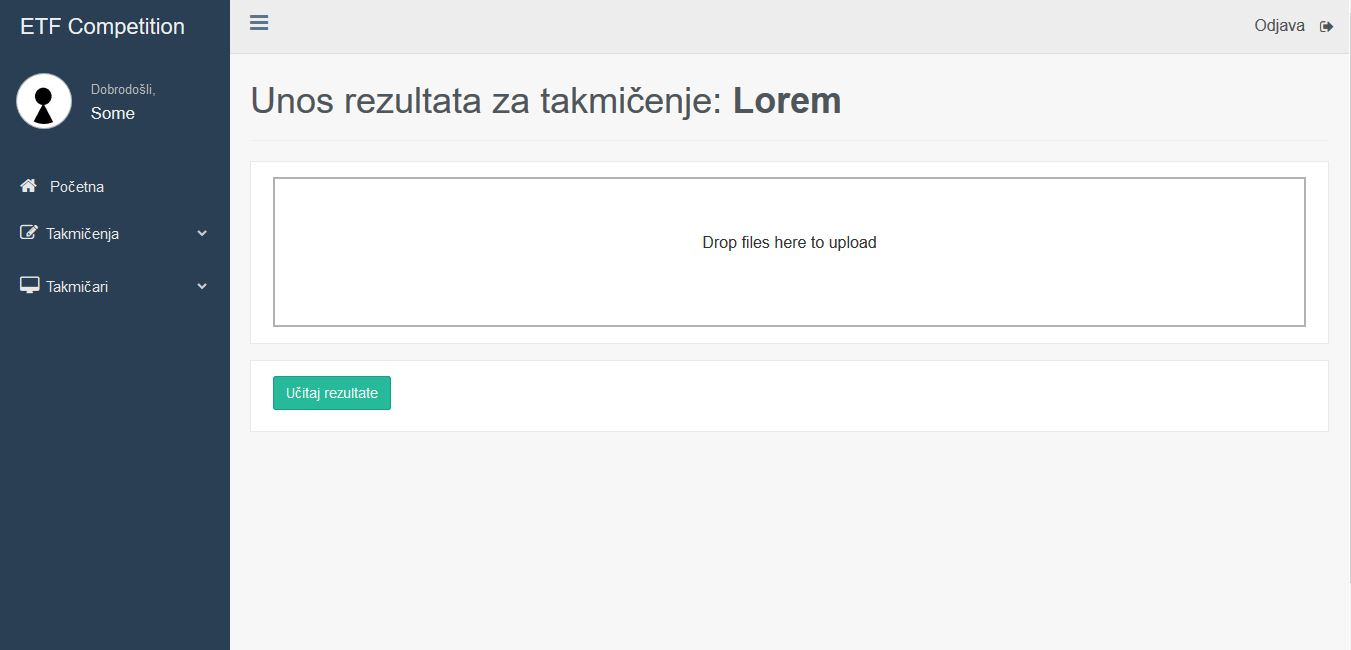 ETF Competition
Odjava
Dobrodošli,
Some
Početna
Takmičenja
Takmičari
Unos rezultata za takmičenje: Lorem
Drop files here to upload
Učitaj rezultate